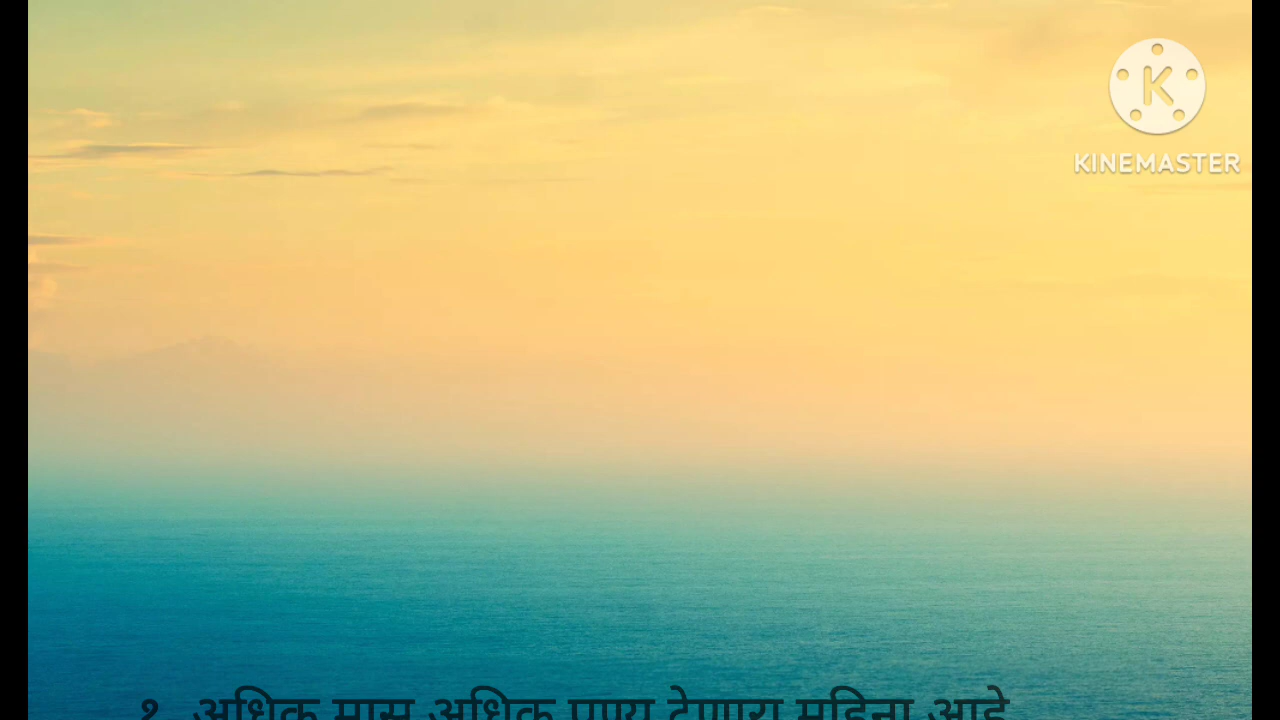 KINEMASTER
१. अधिक मास अधिक पुण्य देणारा महिना आहे